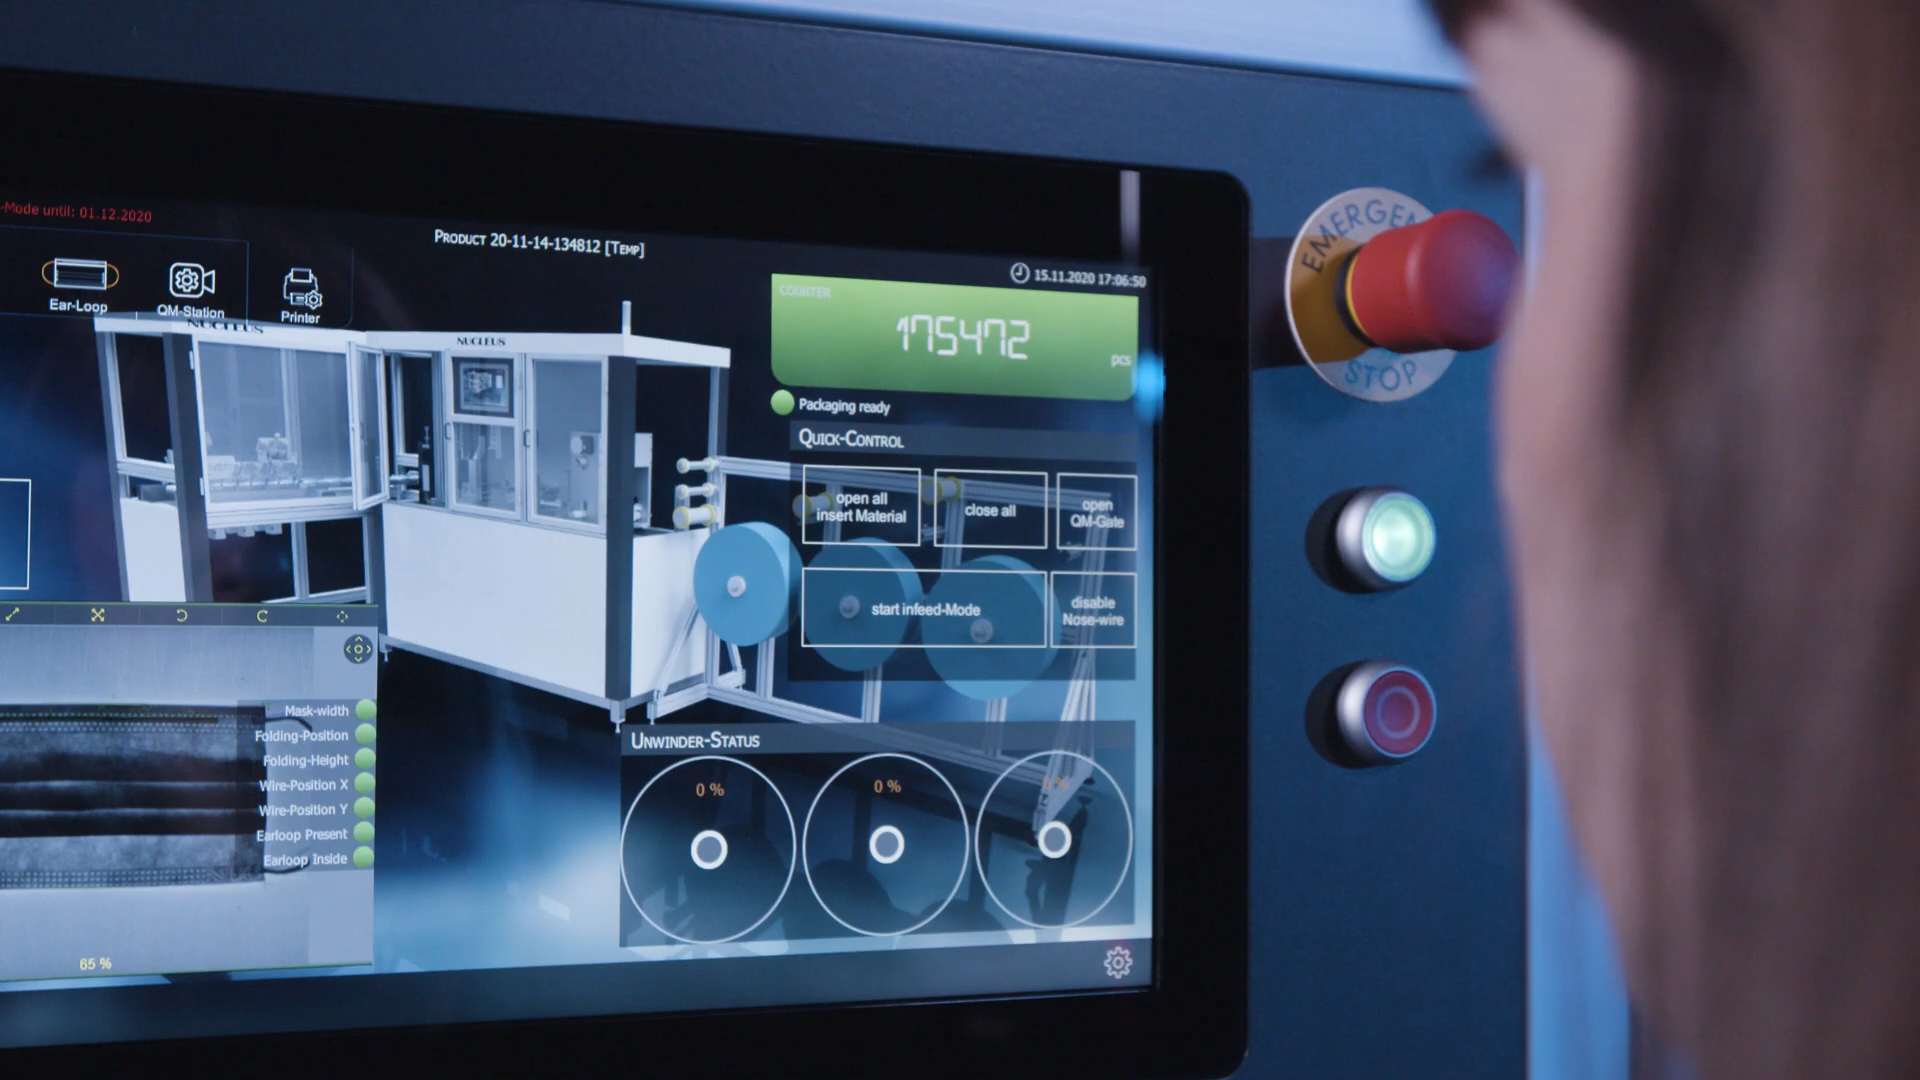 -Mode until: 01.12.2020
PRODUCT 20-11-14-134812 [TEMP]
15.11.2020 17:06:50
Ear-Loop
QM-Station
Printer
NUCLEUS
NUCLEUS
COUNTER
175472
pcs
Packaging ready
QUICK-CONTROL
open all
insert Material
close all
open
QM-Gate
start infeed-Mode
disable
Nose-wire
Mask-width
Folding-Position
Folding-Height
Wire-Position X
Wire-Position Y
Earloop Present
Earloop Inside
65 %
UNWINDER-STATUS
0 %
0 %
EMERGEN
STOP